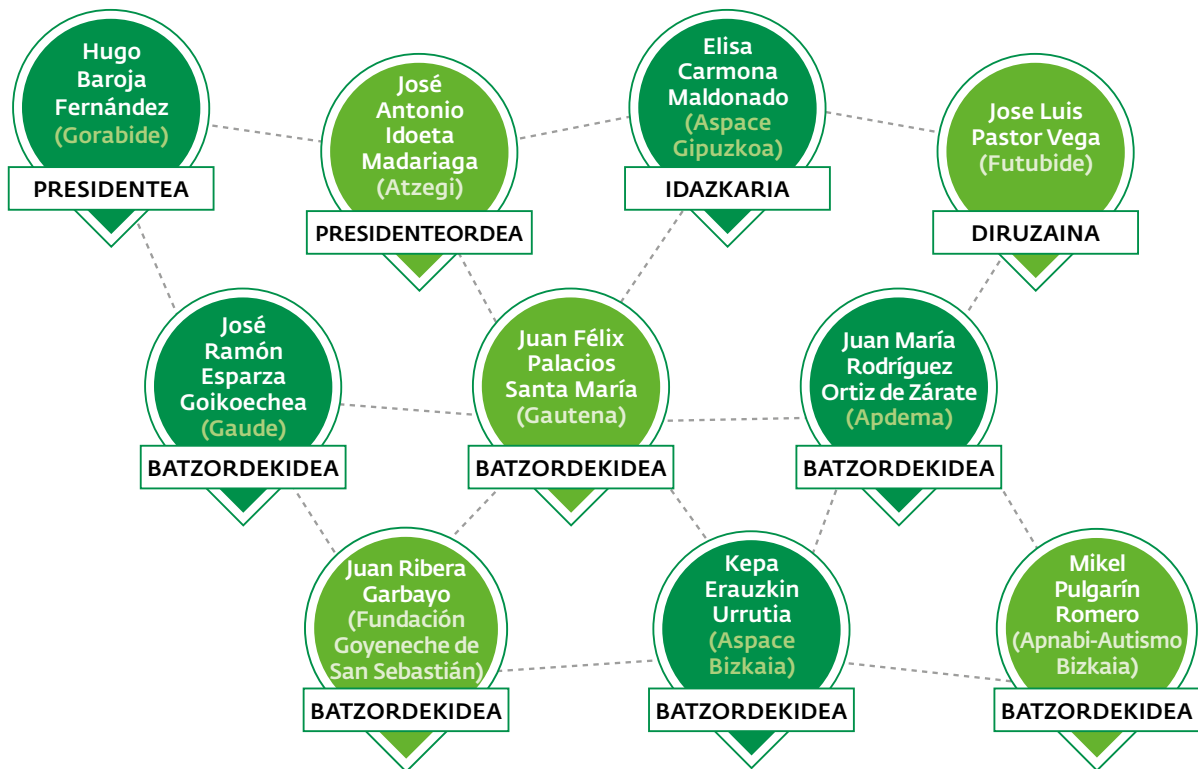 Hugo
Baroja
Fernández
(Gorabide)
PRESIDENTEA
José
Antonio
Idoeta
Madariaga
(Atzegi)
PRESIDENTEORDEA
Elisa
Carmona
Maldonado
(Aspace
Gipuzkoa)
IDAZKARIA
Jose Luis
Pastor Vega
(Futubide)
DIRUZAINA
José
Ramón
Esparza
Goikoechea
(Gaude)
BATZORDEKIDEA
Juan Félix
Palacios
Santa María
(Gautena)
BATZORDEKIDEA
Juan María
Rodríguez
Ortiz de Zárate
(Apdema)
BATZORDEKIDEA
Juan Ribera
Garbayo
(Fundación
Goyeneche de
San Sebastián)
BATZORDEKIDEA
Kepa
Erauzkin
Urrutia
(Aspace
Bizkaia)
BATZORDEKIDEA
Mikel
Pulgarín
Romero
(Apnabi-Autismo
Bizkaia)
BATZORDEKIDEA